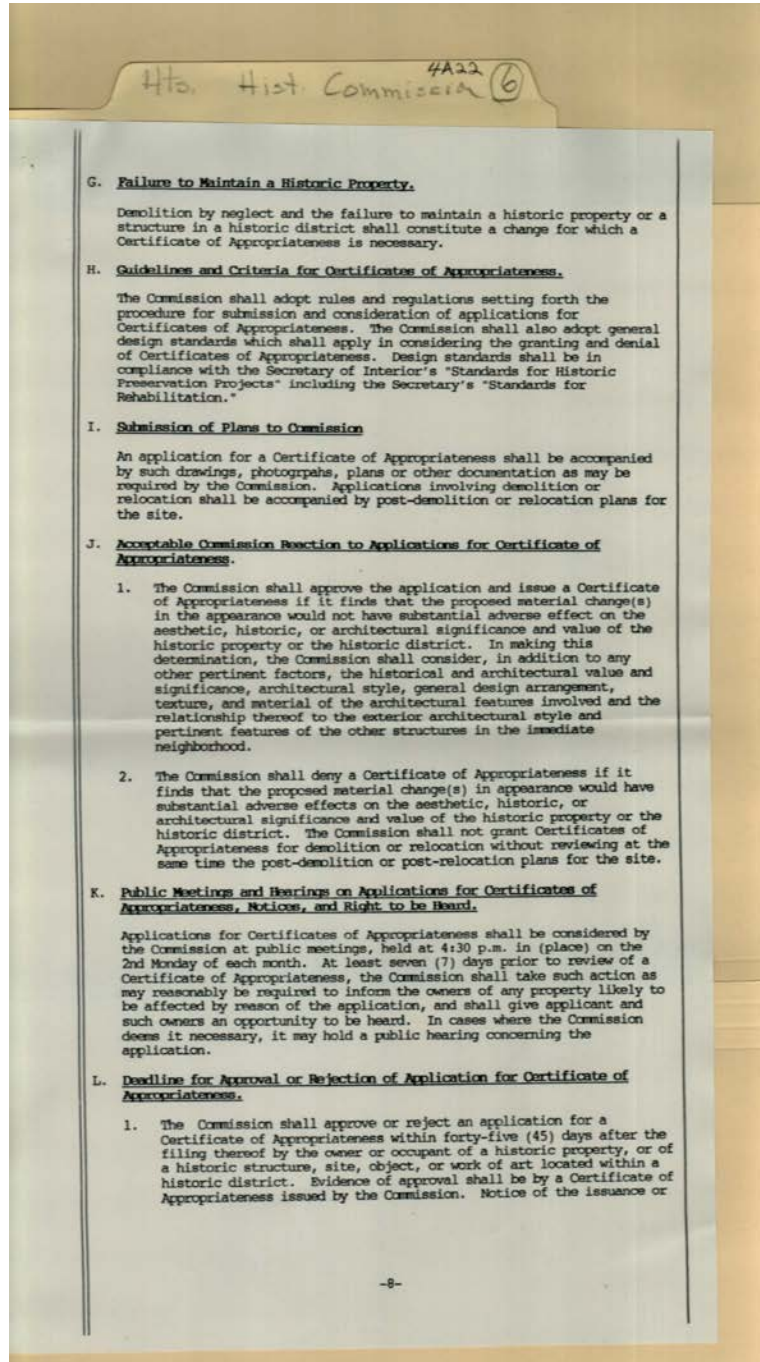 4A22
Hts. Hist. Commission 6
G. Failure to Maintain a Historic Property.
Demolition by neglect and the failure to maintain a historic property or a
structure in a historic district shall constitute a change for which a
Certificate of Appropriateness is necessary.
H. Guidelines and Criteria for Certificates of Appropriateness.
The Commission shall adopt rules and regulations setting forth the
procedure for submission and consideration of applications for
Certificates of Appropriateness. The Commission shall also adopt general
design standards which shall apply in considering the granting and denial
of Certificates of Appropriateness. Design standards shall be in
compliance with the Secretary of Interior's "Standards for Historic
Preservation Projects" including the Secretary's "Standards for
Rehabilitation."
I. Submission of Plans to Commission
An application for a Certificate of Appropriateness shall be accompanied
by such drawings, photogrpahs, plans or other documentation as may be
required by the Commission. Applications involving demolition or
relocation shall be accompanied by post-demolition or relocation plans for
the site.
J. Acceptable Commission Reaction to Applications for Certificate of
Appropriateness.
1. The Commission shall approve the application and issue a Certificate
of Appropriateness if it finds that the proposed material change(s)
in the appearance would not have substantial adverse effect on the
aesthetic, historic, or architectural significance and value of the
historic property or the historic district. In making this
determination, the Commission shall consider, in addition to any
other pertinent factors, the historical and architectural value and
significance, architectural style, general design arrangement,
texture, and material of the architectural features involved and the
relationship thereof to the exterior architectural style and
pertinent features of the other structures in the immediate
neighborhood.
2. The Commission shall deny a Certificate of Appropriateness if it
finds that the proposed material change(s) in appearance would have
substantial adverse effects on the aesthetic, historic, or
architectural significance and value of the historic property or the
historic district. The Commission shall not grant Certificates of
Appropriateness for demolition or relocation without reviewing at the
same time the post-demolition or post-relocation plans for the site.
K. Public Meetings and Hearings on Applications for Certificates of
Appropriateness, Notices, and Right to be Heard.
Applications for Certificates of Appropriateness shall be considered by
the Commission at public meetings, held at 4:30 p.m. in (place) on the
2nd Monday of each month. At least seven (7) days prior to review of a
Certificate of Appropriateness, the Commission shall take such action as
may reasonably be required to inform the owners of any property likely to
be affected by reason of the application, and shall give applicant and
such owners an opportunity to be heard. In cases where the Commission
deems it necessary, it may hold a public hearing concerning the
application.
L. Deadline for Approval or Rejection of Application for Certificate of
Appropriateness.
1. The Commission shall approve or reject an application for a
Certificate of Appropriateness within forty-five (45) days after the
filing thereof by the owner or occupant of a historic property, or of
a historic structure, site, object, or work of art located within a
historic district. Evidence of approval shall be by a Certificate of
Appropriateness issued by the Commission. Notice of the issuance or
-8-